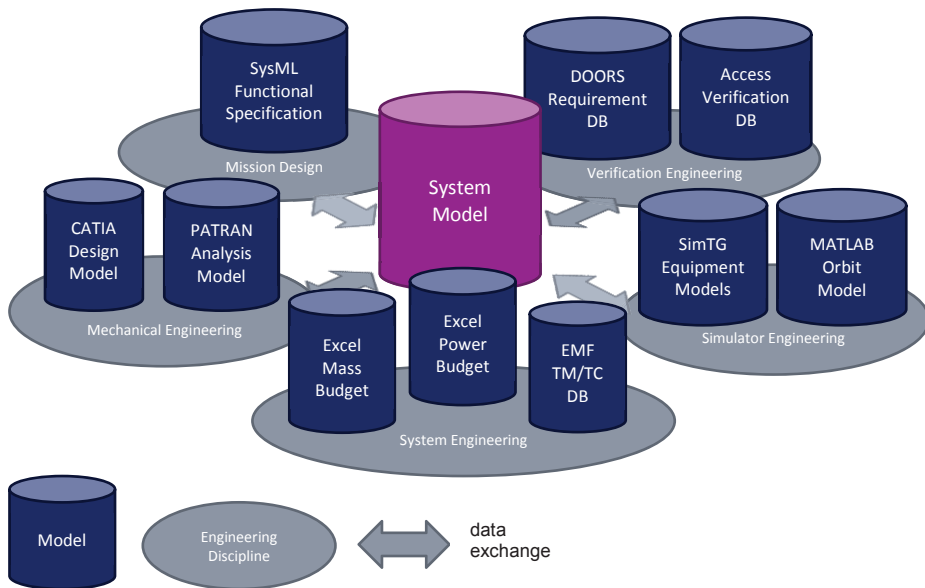 SysML
Functional
Specification
Mission Design
DOORS
Requirement
DB
Access
Verification
DB
Verification Engineering
System
Model
CATIA
Design
Model
PATRAN
Analysis
Model
Mechanical Engineering
SimTG
Equipment
Models
MATLAB
Orbit
Model
Simulator Engineering
Excel
Mass
Budget
Excel
Power
Budget
EMF
TM/TC
DB
System Engineering
Model
Engineering
Discipline
data
exchange